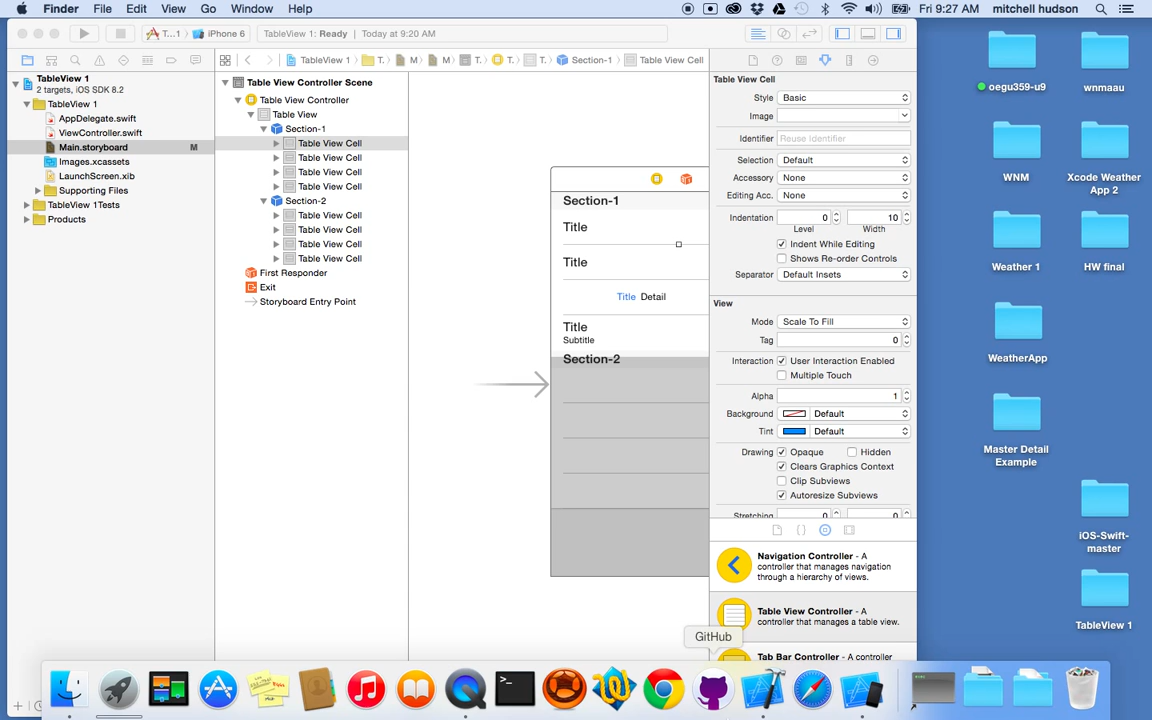 Finder File Edit View Go Window Help Fri 9:27 AM mitchell hudson
T...1 iPhone 6 TableView 1: Ready Today at 9:20 AM
TableView 1 T. M M T. T. T. Section-1 Table View Cell
TableView 1
2 targets, iOS SDK 8.2
TableView 1
AppDelegate.swift
ViewController.swift
Main.storyboard M
Images.xcassets
LaunchScreen.xib
Supporting Files
TableView 1Tests
Products
Table View Controller Scene
Table View Controller
Table View
Section-1
Table View Cell
Table View Cell
Table View Cell
Table View Cell
Section-2
Table View Cell
Table View Cell
Table View Cell
Table View Cell
First Responder
Exit
Storyboard Entry Point
Section-1
Title
Title
Title Detail
Title
Subtitle
Section-2
Table View Cell
Style Basic
Image
Identifier Reuse Identifier
Selection Default
Accessory None
Editing Acc. None
Indentation 0 10
Level Width
Indent While Editing
Shows Re-order Controls
Separator Default Insets
View
Mode Scale To Fill
Tag 0
Interaction User Interaction Enabled
Multiple Touch
Alpha 1
Background Default
Tint Default
Drawing Opaque Hidden
Clears Graphics Context
Clip Subviews
Autoresize Subviews
Stretching 0 0
Navigation Controller - A
controller that manages navigation
through a hierarchy of views.
Table View Controller - A
controller that manages a table view.
Tab Bar Controller - A controller
GitHub
oegu359-u9
wnmaau
WNM
Xcode Weather
App 2
Weather 1
HW final
WeatherApp
Master Detail
Example
iOS-Swift-
master
TableView 1